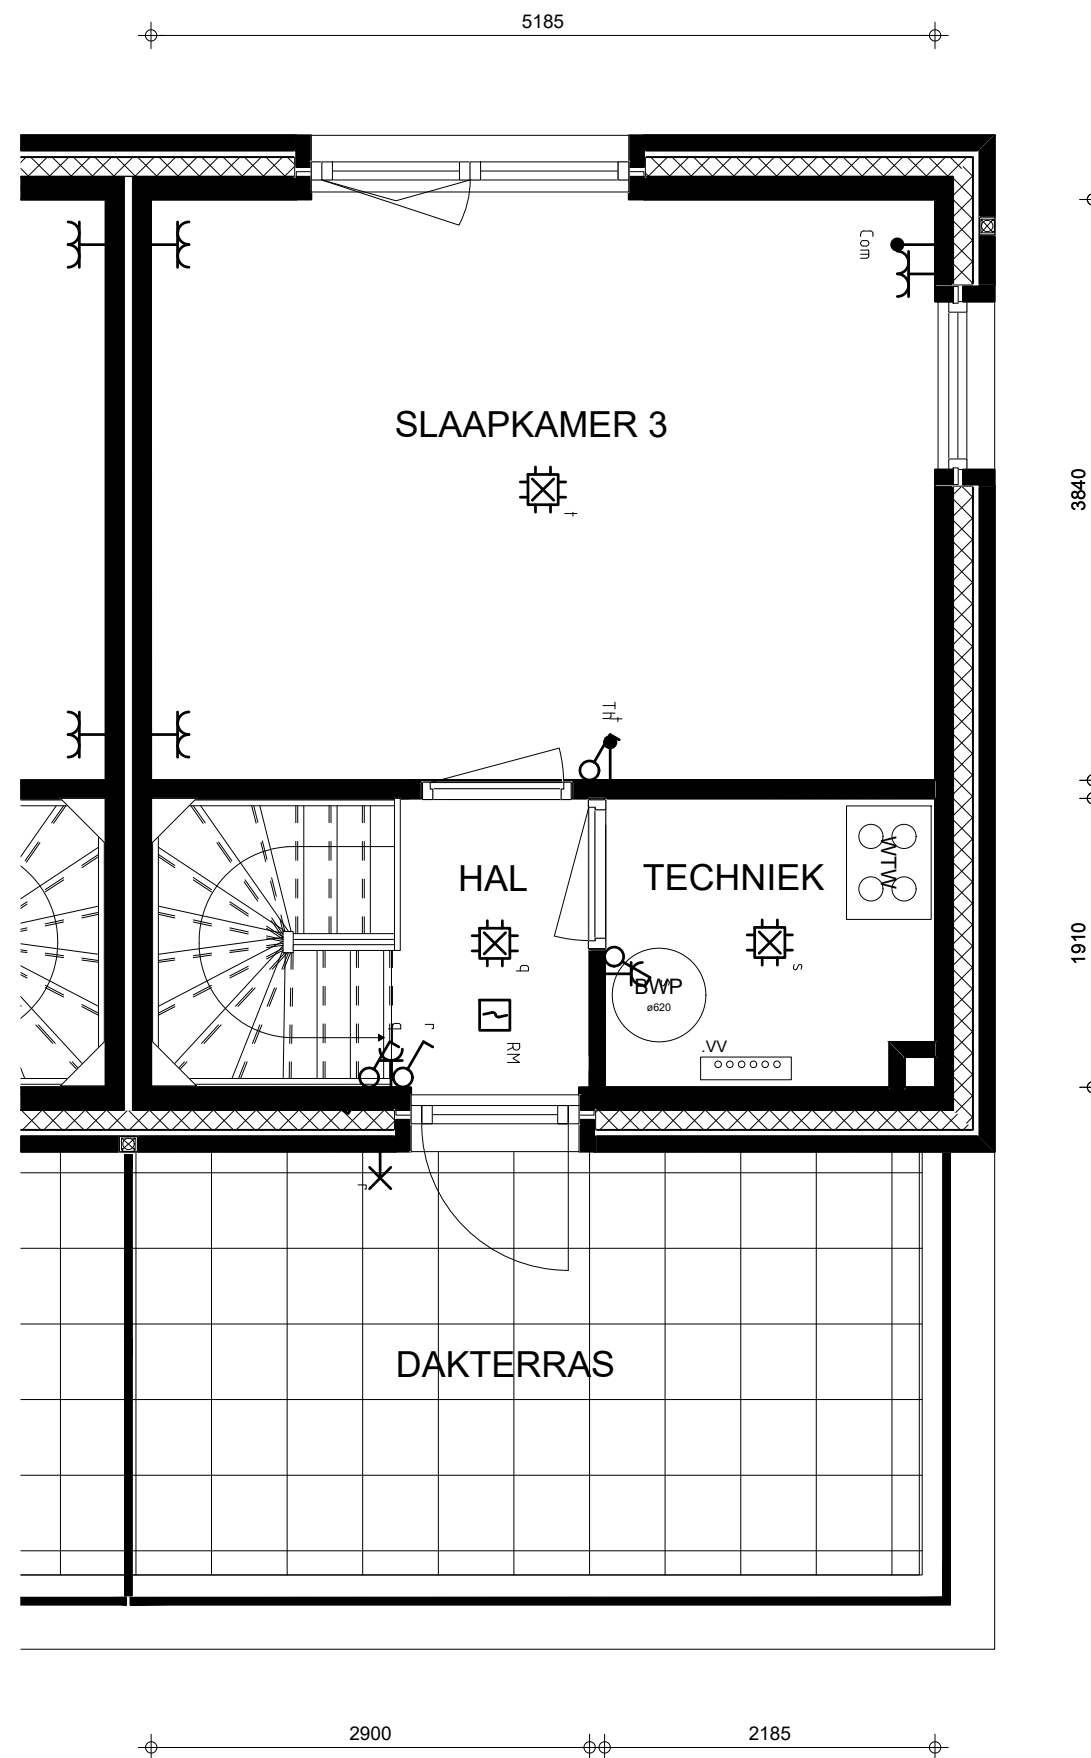 5185
Com
SLAAPKAMER 3
t
3840
t
TH
HAL
TECHNIEK
WTW
q
s
1910
BWP
ø620
q
r
RM
VV.
r
DAKTERRAS
2900
2185